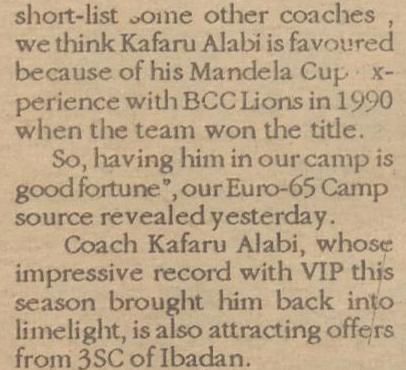 short-list some other coaches ,
we think Kafaru Alabi is favoured
because of his Mandela Cup x-
perience with BCC Lions in 1990
when the team won the title.
So, having him in our camp is
good fortune", our Euro-65 Camp
source revealed yesterday.
Coach Kafaru Alabi, whose
impressive record with VIP this
season brought him back into
limelight, is also attracting offers
from 3SC of Ibadan.